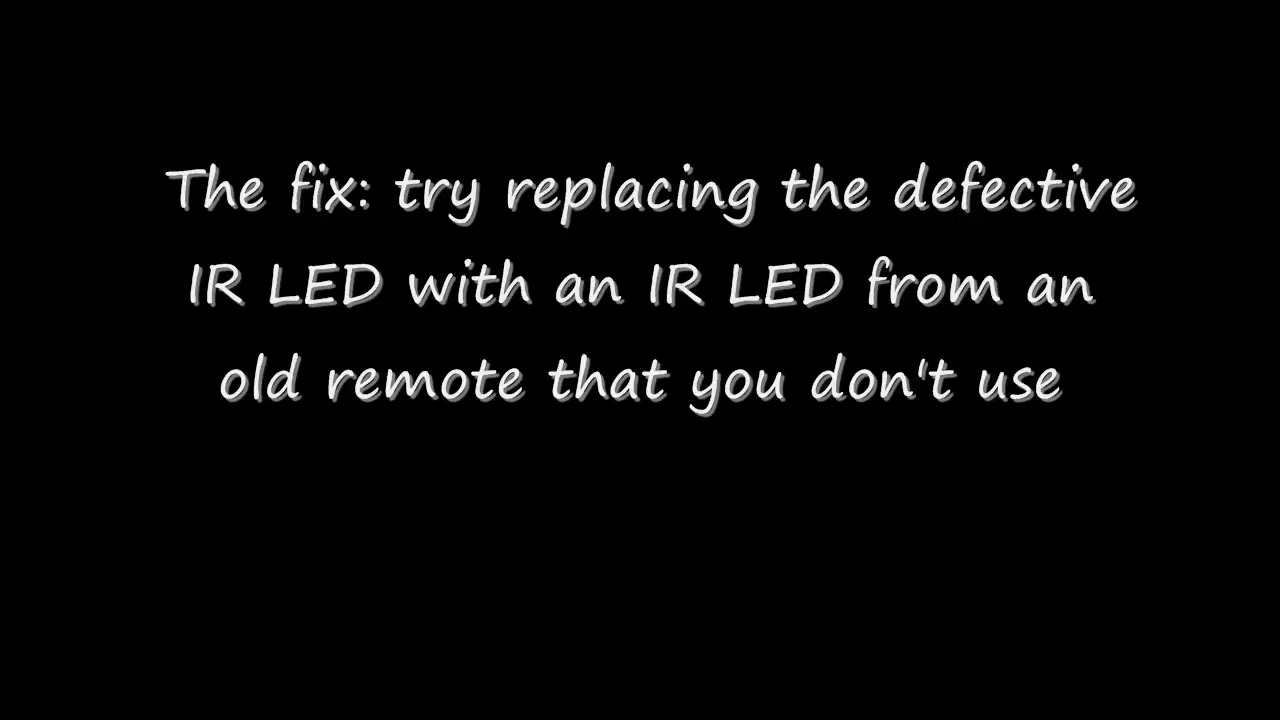 The fix: try replacing the defective
IR LED with an IR LED from an
old remote that you don't use